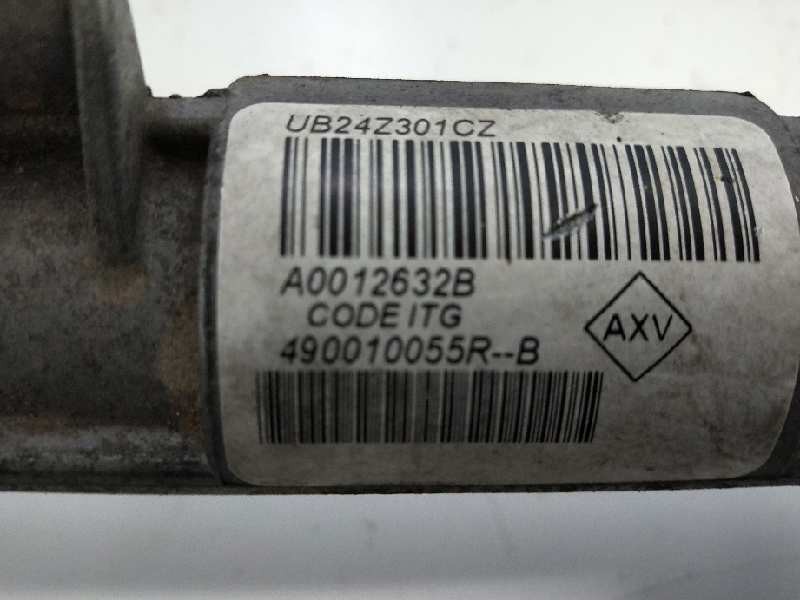 UB24Z301CZ
A0012632B
CODE ITG
AXV
490010055R--B